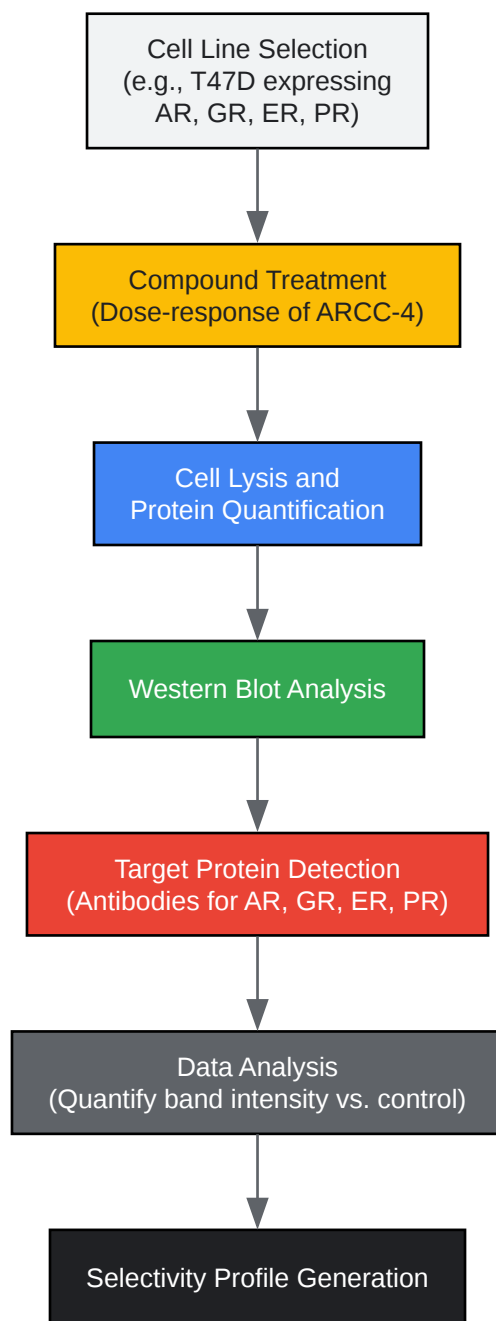 Cell Line Selection
(e.g., T47D expressing
AR, GR, ER, PR)
Compound Treatment
(Dose-response of ARCC-4)
Cell Lysis and
Protein Quantification
Western Blot Analysis
Target Protein Detection
(Antibodies for AR, GR, ER, PR)
Data Analysis
(Quantify band intensity vs. control)
Selectivity Profile Generation